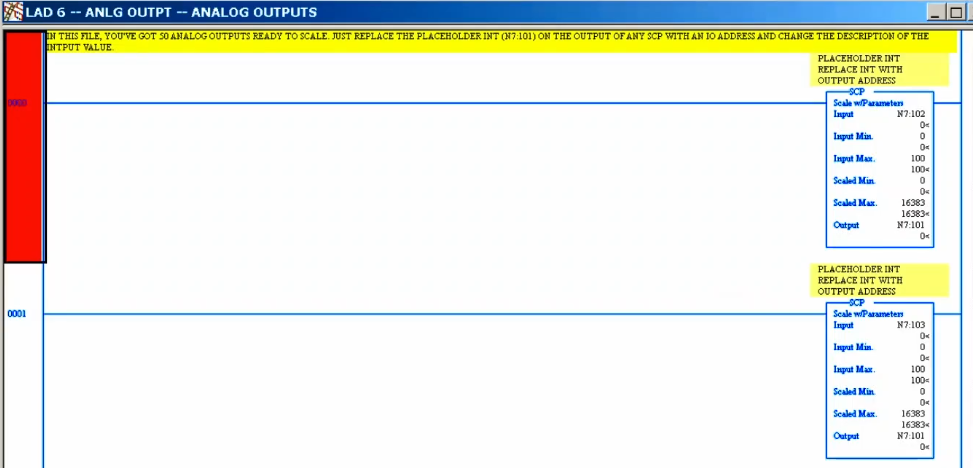 LAD 6 -- ANLG OUTPT -- ANALOG OUTPUTS
IN THIS FILE, YOU'VE GOT 50 ANALOG OUTPUTS READY TO SCALE. JUST REPLACE THE PLACEHOLDER INT (N7:101) ON THE OUTPUT OF ANY SCP WITH AN IO ADDRESS AND CHANGE THE DESCRIPTION OF THE
INTPUT VALUE.
PLACEHOLDER INT
REPLACE INT WITH
OUTPUT ADDRESS
0000
SCP
Scale w/Parameters
Input N7:102
0<
Input Min. 0
0<
Input Max. 100
100<
Scaled Min. 0
0<
Scaled Max. 16383
16383<
Output N7:101
0<
PLACEHOLDER INT
REPLACE INT WITH
OUTPUT ADDRESS
0001
SCP
Scale w/Parameters
Input N7:103
0<
Input Min. 0
0<
Input Max. 100
100<
Scaled Min. 0
0<
Scaled Max. 16383
16383<
Output N7:101
0<